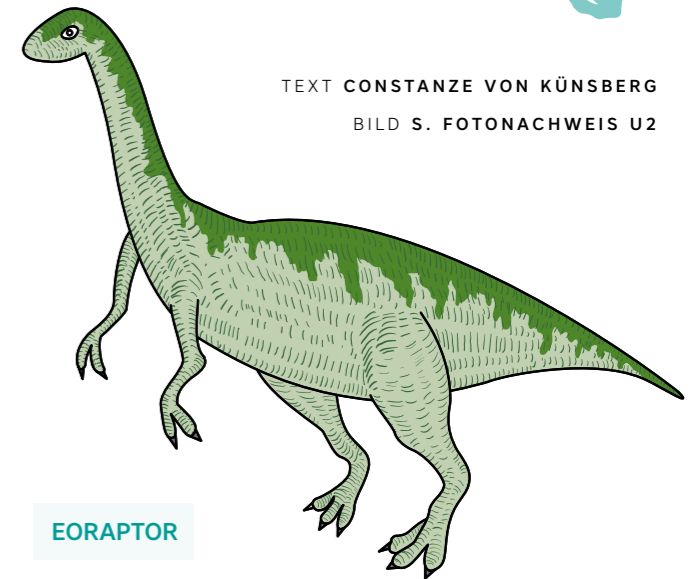 TEXT CONSTANZE VON KÜNSBERG
BILD S. FOTONACHWEIS U2
EORAPTOR